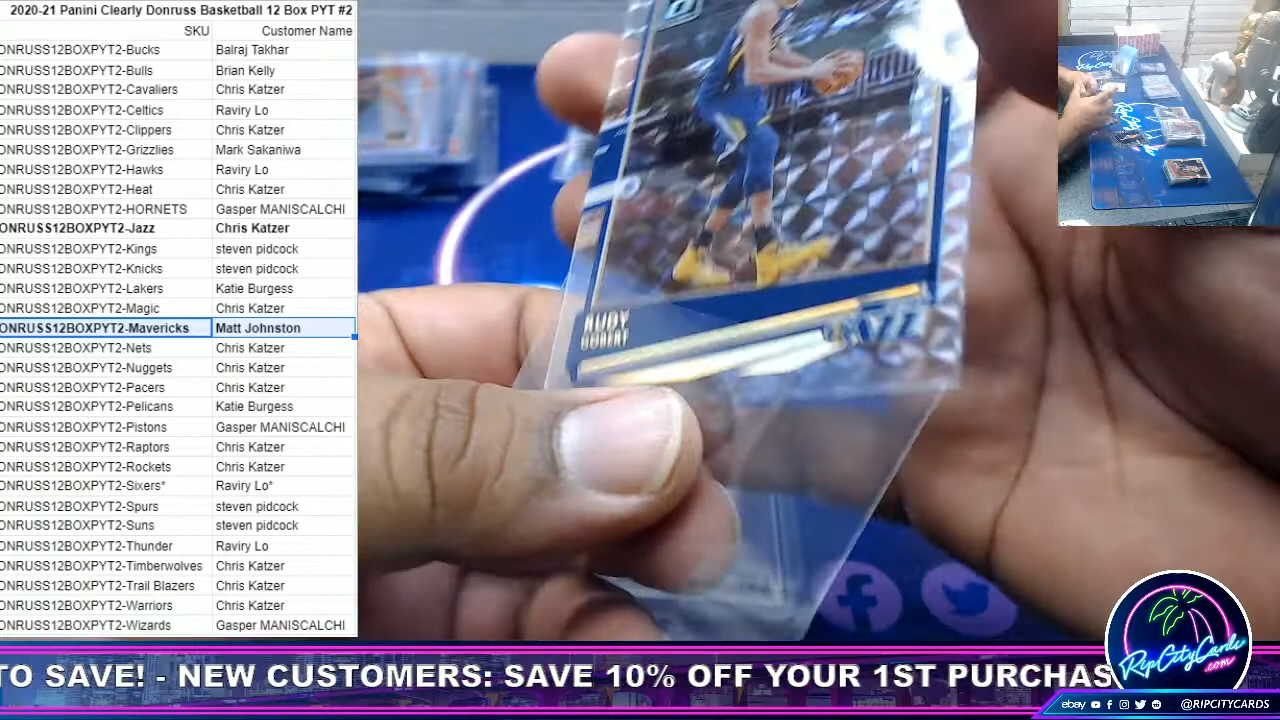 2020-21 Panini Clearly Donruss Basketball 12 Box PYT #2
SKU Customer Name
ONRUSS12BOXPYT2-Bucks Balraj Takhar
ONRUSS12BOXPYT2-Bulls Brian Kelly
ONRUSS12BOXPYT2-Cavaliers Chris Katzer
ONRUSS12BOXPYT2-Celtics Raviry Lo
ONRUSS12BOXPYT2-Clippers Chris Katzer
ONRUSS12BOXPYT2-Grizzlies Mark Sakaniwa
ONRUSS12BOXPYT2-Hawks Raviry Lo
ONRUSS12BOXPYT2-Heat Chris Katzer
ONRUSS12BOXPYT2-HORNETS Gasper MANISCALCHI
ONRUSS12BOXPYT2-Jazz Chris Katzer
ONRUSS12BOXPYT2-Kings steven pidcock
ONRUSS12BOXPYT2-Knicks steven pidcock
ONRUSS12BOXPYT2-Lakers Katie Burgess
ONRUSS12BOXPYT2-Magic Chris Katzer
ONRUSS12BOXPYT2-Mavericks Matt Johnston
ONRUSS12BOXPYT2-Nets Chris Katzer
ONRUSS12BOXPYT2-Nuggets Chris Katzer
ONRUSS12BOXPYT2-Pacers Chris Katzer
ONRUSS12BOXPYT2-Pelicans Katie Burgess
ONRUSS12BOXPYT2-Pistons Gasper MANISCALCHI
ONRUSS12BOXPYT2-Raptors Chris Katzer
ONRUSS12BOXPYT2-Rockets Chris Katzer
ONRUSS12BOXPYT2-Sixers* Raviry Lo*
ONRUSS12BOXPYT2-Spurs steven pidcock
ONRUSS12BOXPYT2-Suns steven pidcock
ONRUSS12BOXPYT2-Thunder Raviry Lo
ONRUSS12BOXPYT2-Timberwolves Chris Katzer
ONRUSS12BOXPYT2-Trail Blazers Chris Katzer
ONRUSS12BOXPYT2-Warriors Chris Katzer
ONRUSS12BOXPYT2-Wizards Gasper MANISCALCHI
RUDY
GOBERT
TO SAVE! - NEW CUSTOMERS: SAVE 10% OFF YOUR 1ST PURCHAS
RipCityCards
.com
ebay @RIPCITYCARDS